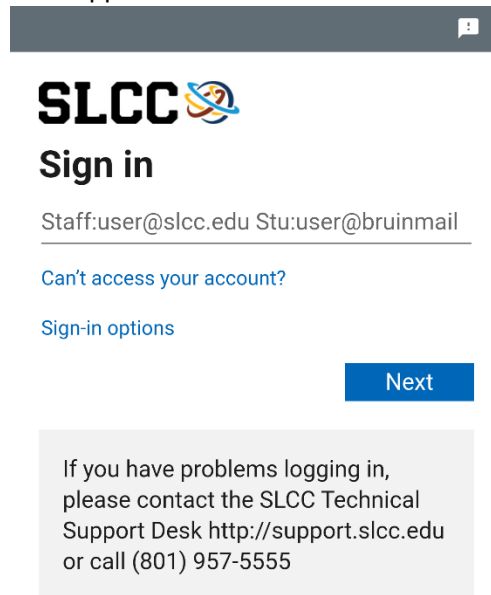 SLCC
Sign in
Staff:user@slcc.edu Stu:user@bruinmail
Can't access your account?
Sign-in options
Next
If you have problems logging in,
please contact the SLCC Technical
Support Desk http://support.slcc.edu
or call (801) 957-5555